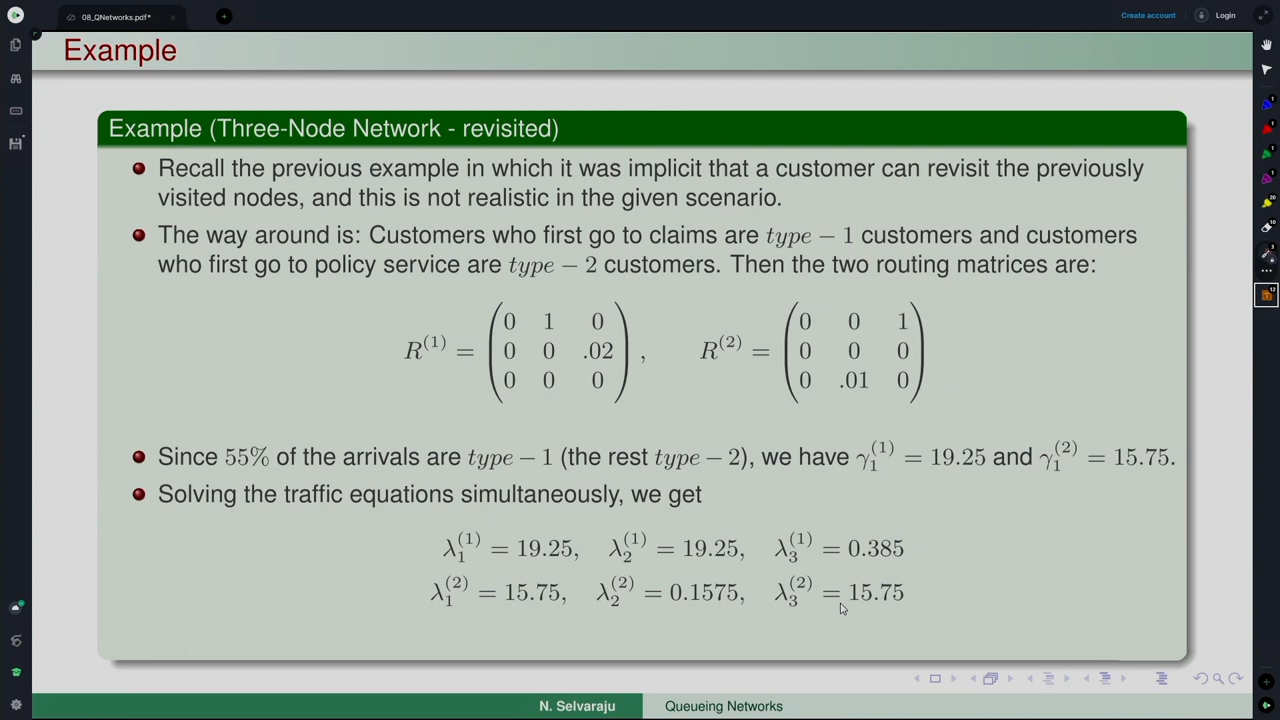 08_QNetworks.pdf*
Create account
Login
Example
Example (Three-Node Network - revisited)
Recall the previous example in which it was implicit that a customer can revisit the previously
visited nodes, and this is not realistic in the given scenario.
The way around is: Customers who first go to claims are type − 1 customers and customers
who first go to policy service are type − 2 customers. Then the two routing matrices are:
R^(1) = ( 0 1 0 ; 0 0 .02 ; 0 0 0 ), R^(2) = ( 0 0 1 ; 0 0 0 ; 0 .01 0 )
Since 55% of the arrivals are type − 1 (the rest type − 2), we have γ_1^(1) = 19.25 and γ_1^(2) = 15.75.
Solving the traffic equations simultaneously, we get
λ_1^(1) = 19.25, λ_2^(1) = 19.25, λ_3^(1) = 0.385
λ_1^(2) = 15.75, λ_2^(2) = 0.1575, λ_3^(2) = 15.75
N. Selvaraju
Queueing Networks